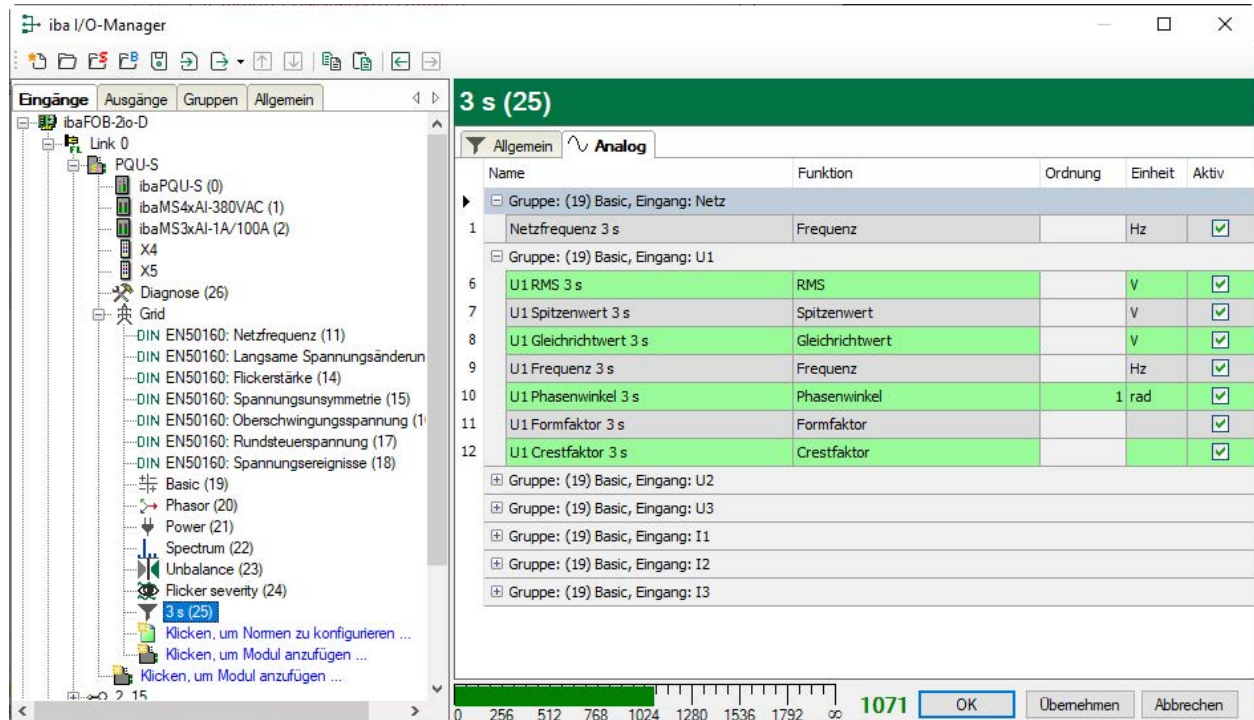 iba I/O-Manager
Eingänge Ausgänge Gruppen Allgemein
ibaFOB-2io-D
Link 0
PQU-S
ibaPQU-S (0)
ibaMS4xAI-380VAC (1)
ibaMS3xAI-1A/100A (2)
X4
X5
Diagnose (26)
Grid
DIN EN50160: Netzfrequenz (11)
DIN EN50160: Langsame Spannungsänderun
DIN EN50160: Flickerstärke (14)
DIN EN50160: Spannungsunsymmetrie (15)
DIN EN50160: Oberschwingungsspannung (1
DIN EN50160: Rundsteuerspannung (17)
DIN EN50160: Spannungsereignisse (18)
Basic (19)
Phasor (20)
Power (21)
Spectrum (22)
Unbalance (23)
Flicker severity (24)
3 s (25)
Klicken, um Normen zu konfigurieren ...
Klicken, um Modul anzufügen ...
Klicken, um Modul anzufügen ...
2_15
3 s (25)
Allgemein Analog
Name Funktion Ordnung Einheit Aktiv
Gruppe: (19) Basic, Eingang: Netz
1 Netzfrequenz 3 s Frequenz Hz
Gruppe: (19) Basic, Eingang: U1
6 U1 RMS 3 s RMS V
7 U1 Spitzenwert 3 s Spitzenwert V
8 U1 Gleichrichtwert 3 s Gleichrichtwert V
9 U1 Frequenz 3 s Frequenz Hz
10 U1 Phasenwinkel 3 s Phasenwinkel 1 rad
11 U1 Formfaktor 3 s Formfaktor
12 U1 Crestfaktor 3 s Crestfaktor
Gruppe: (19) Basic, Eingang: U2
Gruppe: (19) Basic, Eingang: U3
Gruppe: (19) Basic, Eingang: I1
Gruppe: (19) Basic, Eingang: I2
Gruppe: (19) Basic, Eingang: I3
0 256 512 768 1024 1280 1536 1792 ∞ 1071 OK Übernehmen Abbrechen